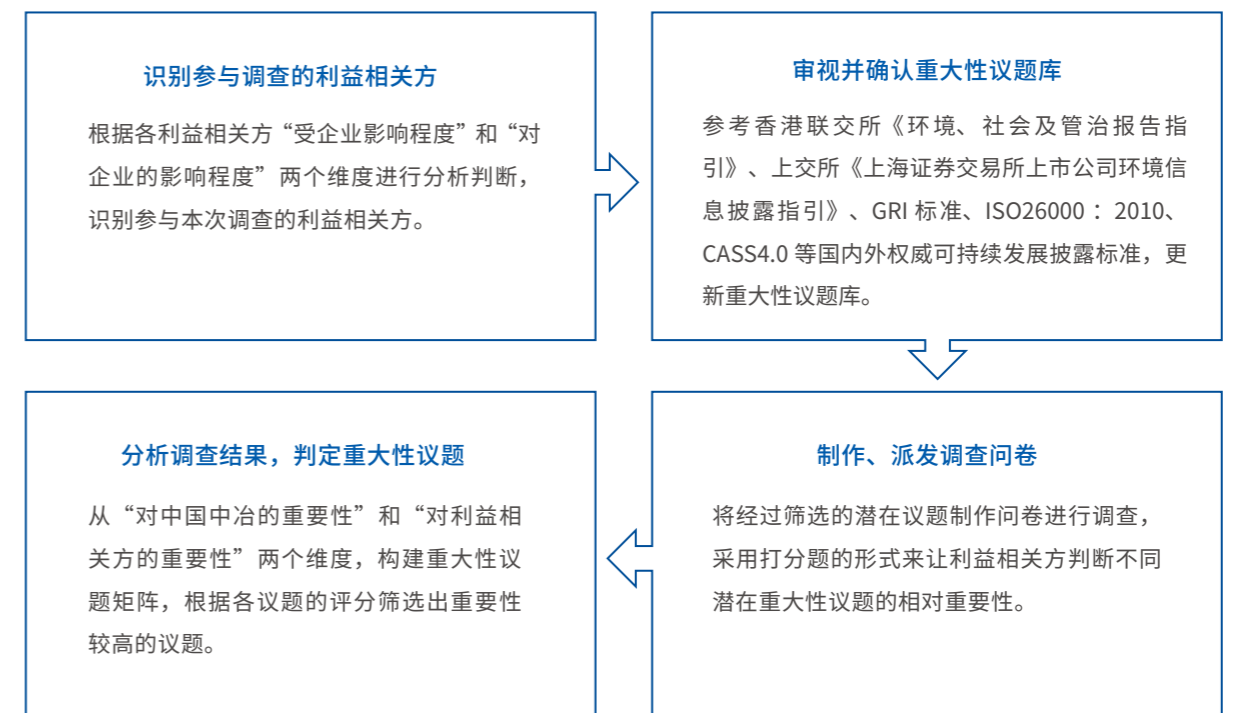 识别参与调查的利益相关方
根据各利益相关方“受企业影响程度”和“对
企业的影响程度”两个维度进行分析判断，
识别参与本次调查的利益相关方。
审视并确认重大性议题库
参考香港联交所《环境、社会及管治报告指
引》、上交所《上海证券交易所上市公司环境信
息披露指引》、GRI 标准、ISO26000 ：2010、
CASS4.0 等国内外权威可持续发展披露标准，更
新重大性议题库。
制作、派发调查问卷
将经过筛选的潜在议题制作问卷进行调查，
采用打分题的形式来让利益相关方判断不同
潜在重大性议题的相对重要性。
分析调查结果，判定重大性议题
从“对中国中冶的重要性”和“对利益相
关方的重要性”两个维度，构建重大性议
题矩阵，根据各议题的评分筛选出重要性
较高的议题。